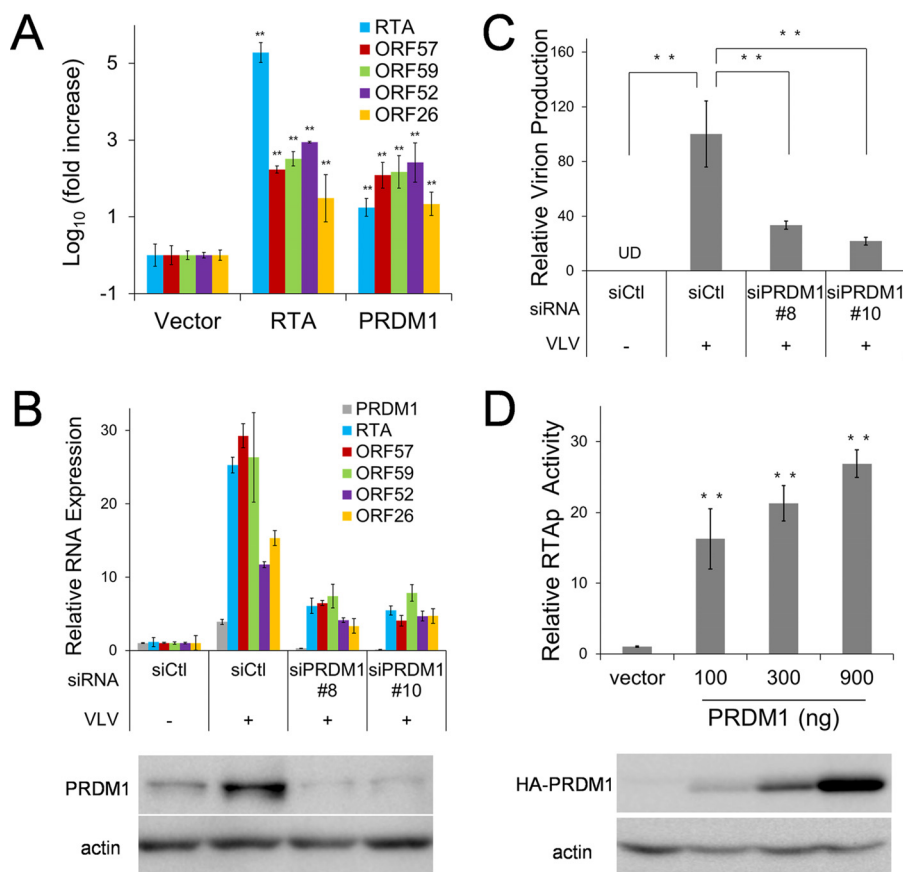 A
Log10 (fold increase)
5
3
1
-1
RTA
ORF57
ORF59
ORF52
ORF26
**
** ** ** **
** ** ** ** **
Vector RTA PRDM1
C
Relative Virion Production
160
120
80
40
0
**
**
**
UD
siRNA siCtl siCtl siPRDM1 #8 siPRDM1 #10
VLV - + + +
B
Relative RNA Expression
30
20
10
0
PRDM1
RTA
ORF57
ORF59
ORF52
ORF26
siRNA siCtl siCtl siPRDM1 #8 siPRDM1 #10
VLV - + + +
PRDM1
actin
D
Relative RTAp Activity
40
30
20
10
0
**
**
**
vector 100 300 900
PRDM1 (ng)
HA-PRDM1
actin